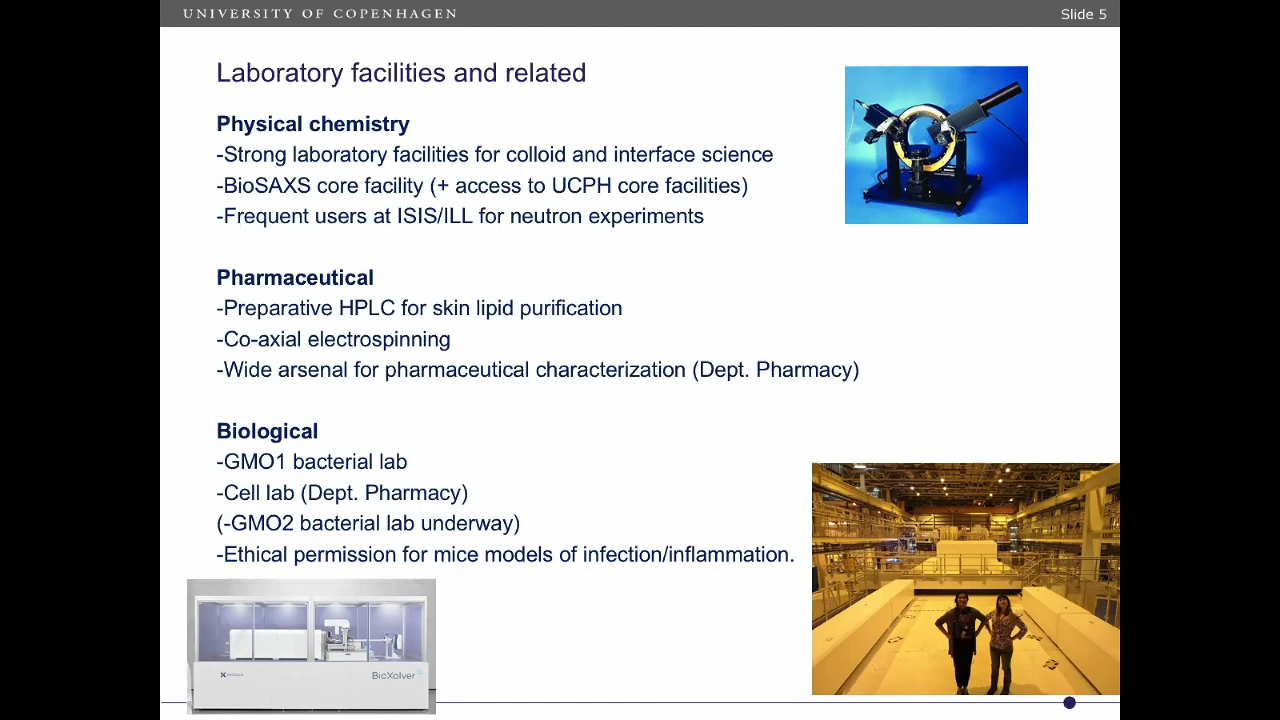 UNIVERSITY OF COPENHAGEN
Slide 5
Laboratory facilities and related
Physical chemistry
-Strong laboratory facilities for colloid and interface science
-BioSAXS core facility (+ access to UCPH core facilities)
-Frequent users at ISIS/ILL for neutron experiments
Pharmaceutical
-Preparative HPLC for skin lipid purification
-Co-axial electrospinning
-Wide arsenal for pharmaceutical characterization (Dept. Pharmacy)
Biological
-GMO1 bacterial lab
-Cell lab (Dept. Pharmacy)
(-GMO2 bacterial lab underway)
-Ethical permission for mice models of infection/inflammation.
BioXolver